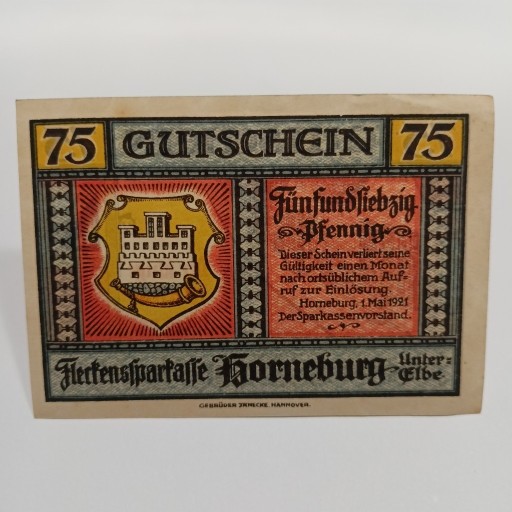 75 GUTSCHEIN 75
Fünfundsiebzig
Pfennig
Dieser Schein verliert seine
Gültigkeit einen Monat
nach ortsüblichem Auf-
ruf zur Einlösung.
Horneburg, 1. Mai 1921
Der Sparkassenvorstand.
Fleckenssparkasse Horneburg Unter-
Elbe
GEBRÜDER JÄNECKE, HANNOVER.